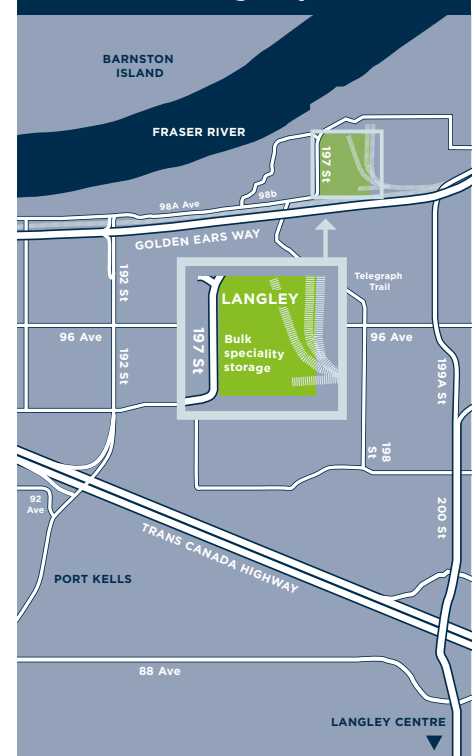 BARNSTON
ISLAND
FRASER RIVER
197 St
98A Ave
98b
GOLDEN EARS WAY
192 St
Telegraph
Trail
LANGLEY
197 St
Bulk
speciality
storage
96 Ave
96 Ave
192 St
199A St
198
St
92
Ave
200 St
TRANS CANADA HIGHWAY
PORT KELLS
88 Ave
LANGLEY CENTRE